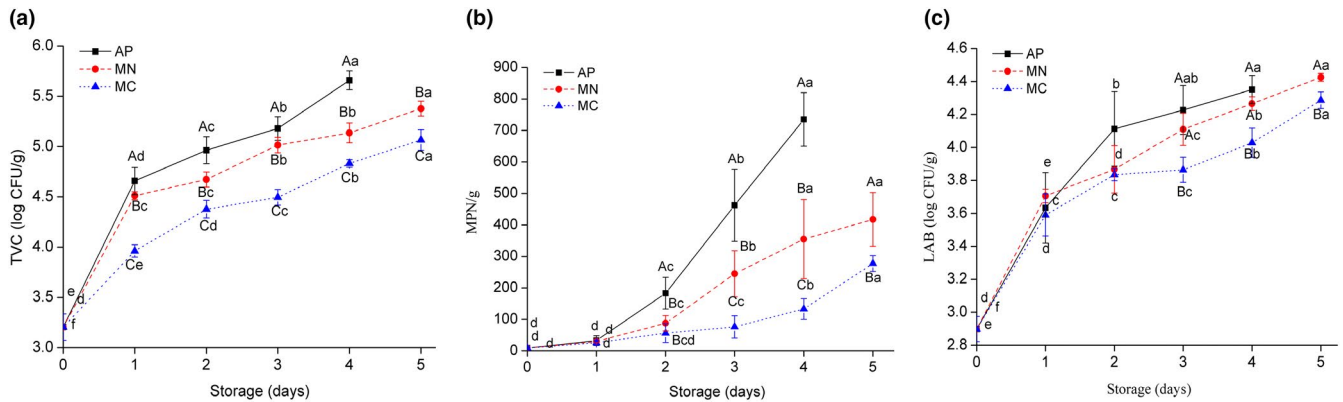 (a)
6.0
5.5
5.0
4.5
4.0
3.5
3.0
TVC (log CFU/g)
AP
MN
MC
Aa
Ab
Ac
Ad
Ba
Bb
Bb
Bc
Bc
Ca
Cb
Cc
Cd
Ce
e
d
f
0 1 2 3 4 5
Storage (days)
(b)
900
800
700
600
500
400
300
200
100
0
MPN/g
AP
MN
MC
Aa
Ab
Ac
Ba
Aa
Bb
Bc
Cb
Ba
Cc
Bcd
d
d
d
d
d
d
0 1 2 3 4 5
Storage (days)
(c)
4.6
4.4
4.2
4.0
3.8
3.6
3.4
3.2
3.0
2.8
LAB (log CFU/g)
AP
MN
MC
b
Aab
Aa
Aa
Ab
Ac
Ba
Bb
Bc
d
c
e
c
d
d
f
e
0 1 2 3 4 5
Storage (days)